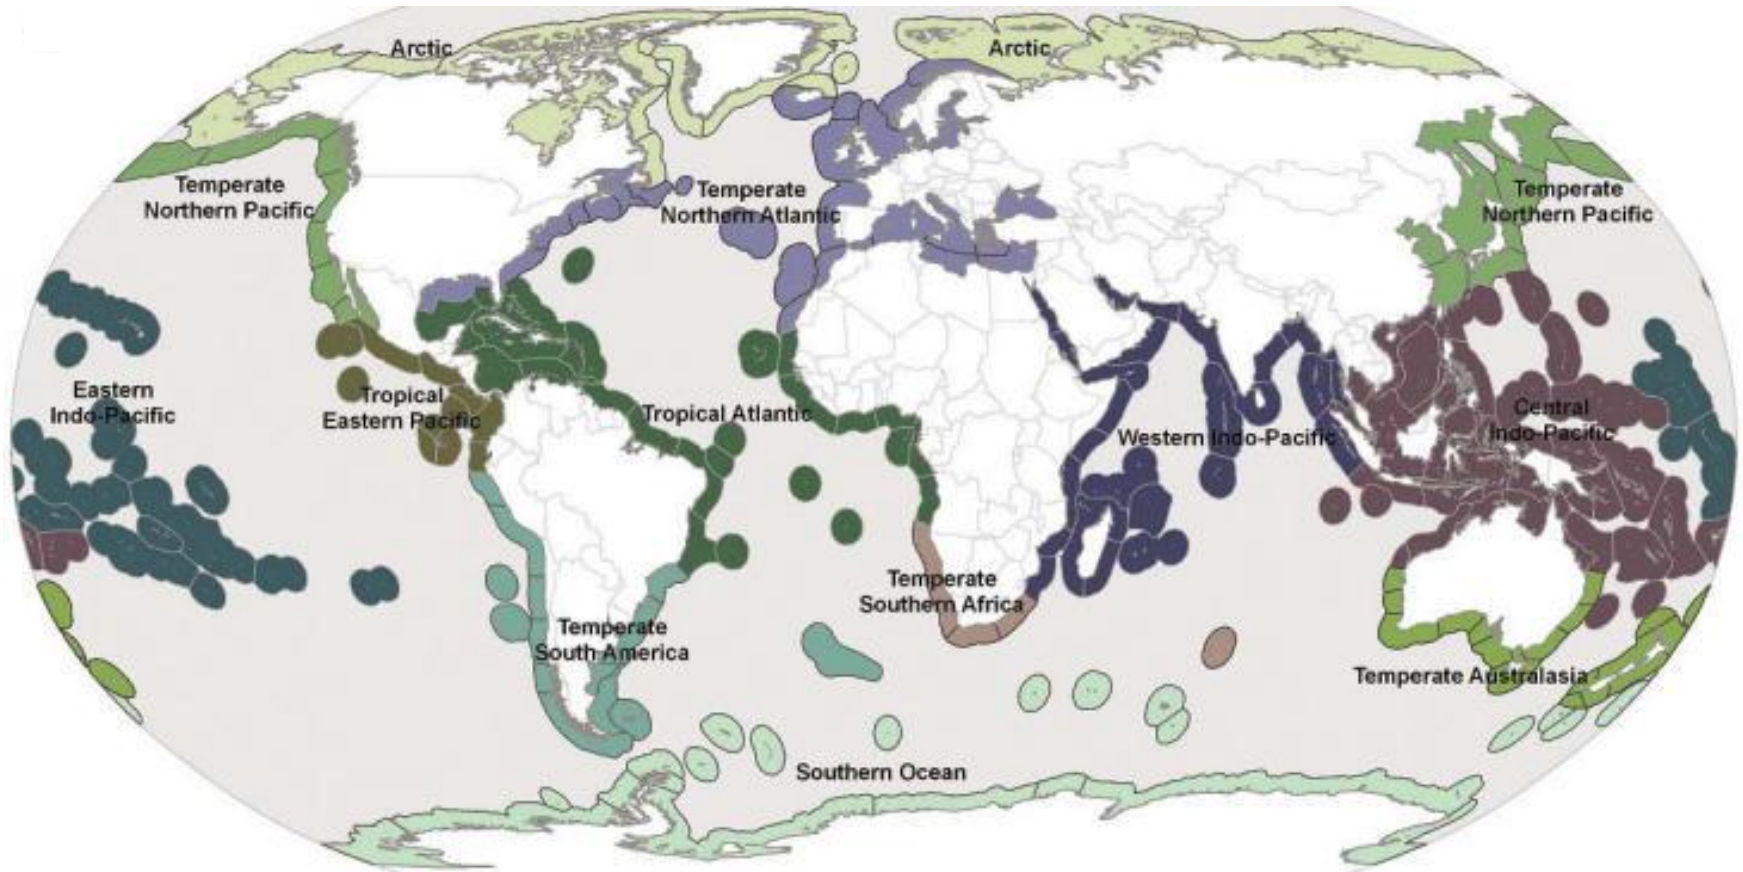 Arctic
Arctic
Temperate
Northern Pacific
Temperate
Northern Atlantic
Temperate
Northern Pacific
Eastern
Indo-Pacific
Tropical
Eastern Pacific
Tropical Atlantic
Western Indo-Pacific
Central
Indo-Pacific
Temperate
Southern Africa
Temperate
South America
Temperate Australasia
Southern Ocean